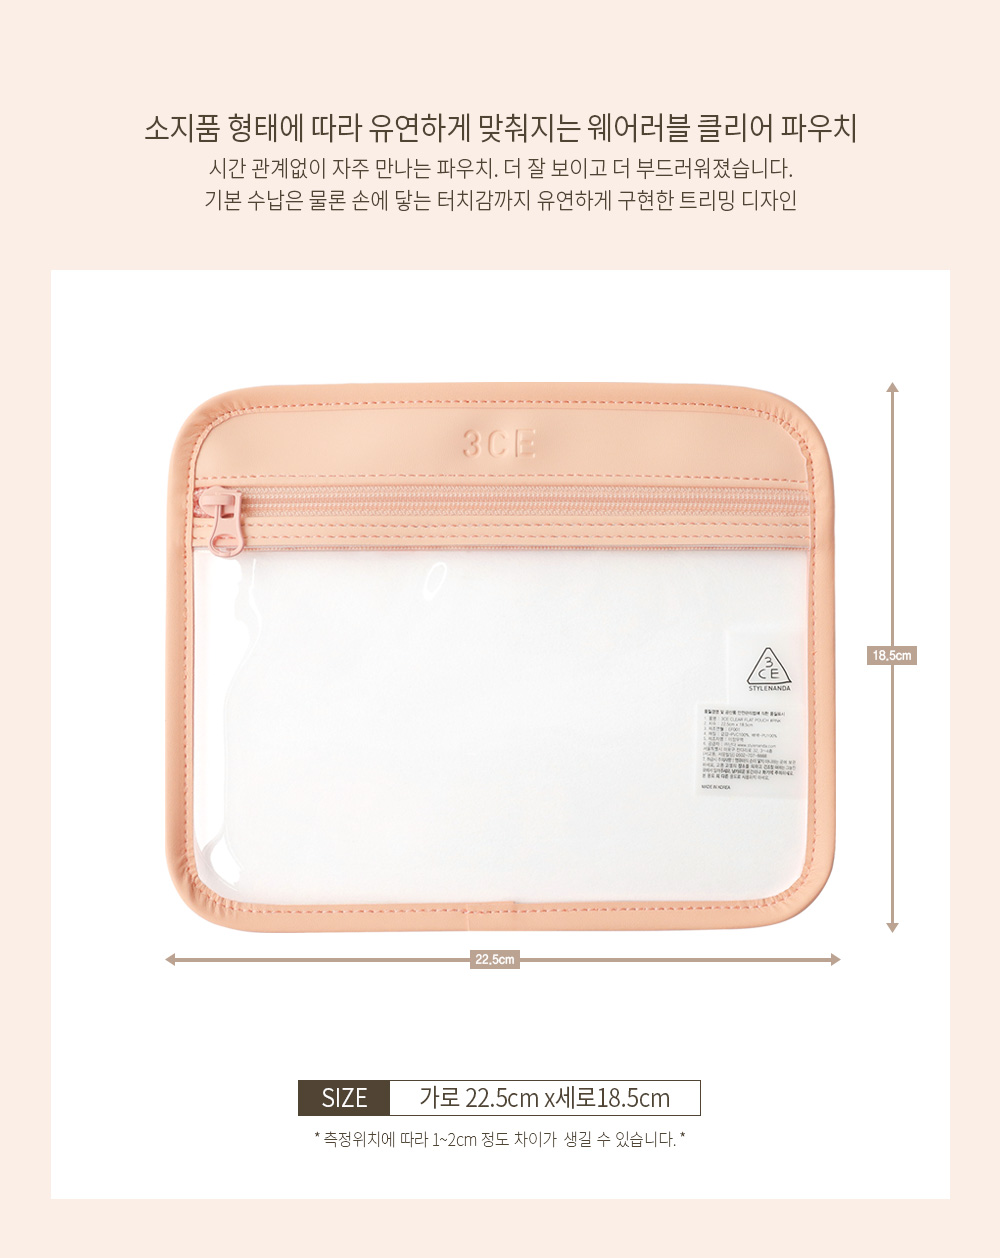 소지품 형태에 따라 유연하게 맞춰지는 웨어러블 클리어 파우치
시간 관계없이 자주 만나는 파우치. 더 잘 보이고 더 부드러워졌습니다.
기본 수납은 물론 손에 닿는 터치감까지 유연하게 구현한 트리밍 디자인
3CE
18.5cm
3
CE
STYLENANDA
MADE IN KOREA
22.5cm
SIZE 가로 22.5cm x세로18.5cm
* 측정위치에 따라 1~2cm 정도 차이가 생길 수 있습니다. *